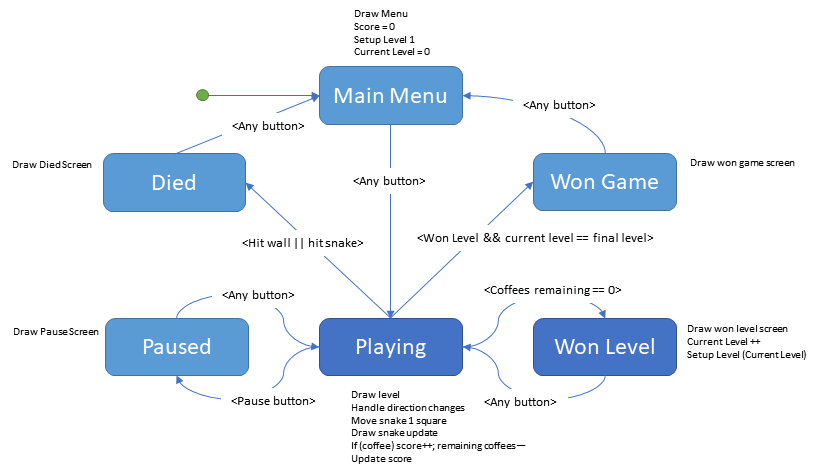 Draw Menu
Score = 0
Setup Level 1
Current Level = 0
Main Menu
<Any button>
<Any button>
Draw Died Screen
Died
<Any button>
Won Game
Draw won game screen
<Hit wall || hit snake>
<Won Level && current level == final level>
<Any button>
<Coffees remaining == 0>
Draw Pause Screen
Paused
Playing
Won Level
Draw won level screen
Current Level ++
Setup Level (Current Level)
<Pause button>
<Any button>
Draw level
Handle direction changes
Move snake 1 square
Draw snake update
If (coffee) score++; remaining coffees—
Update score